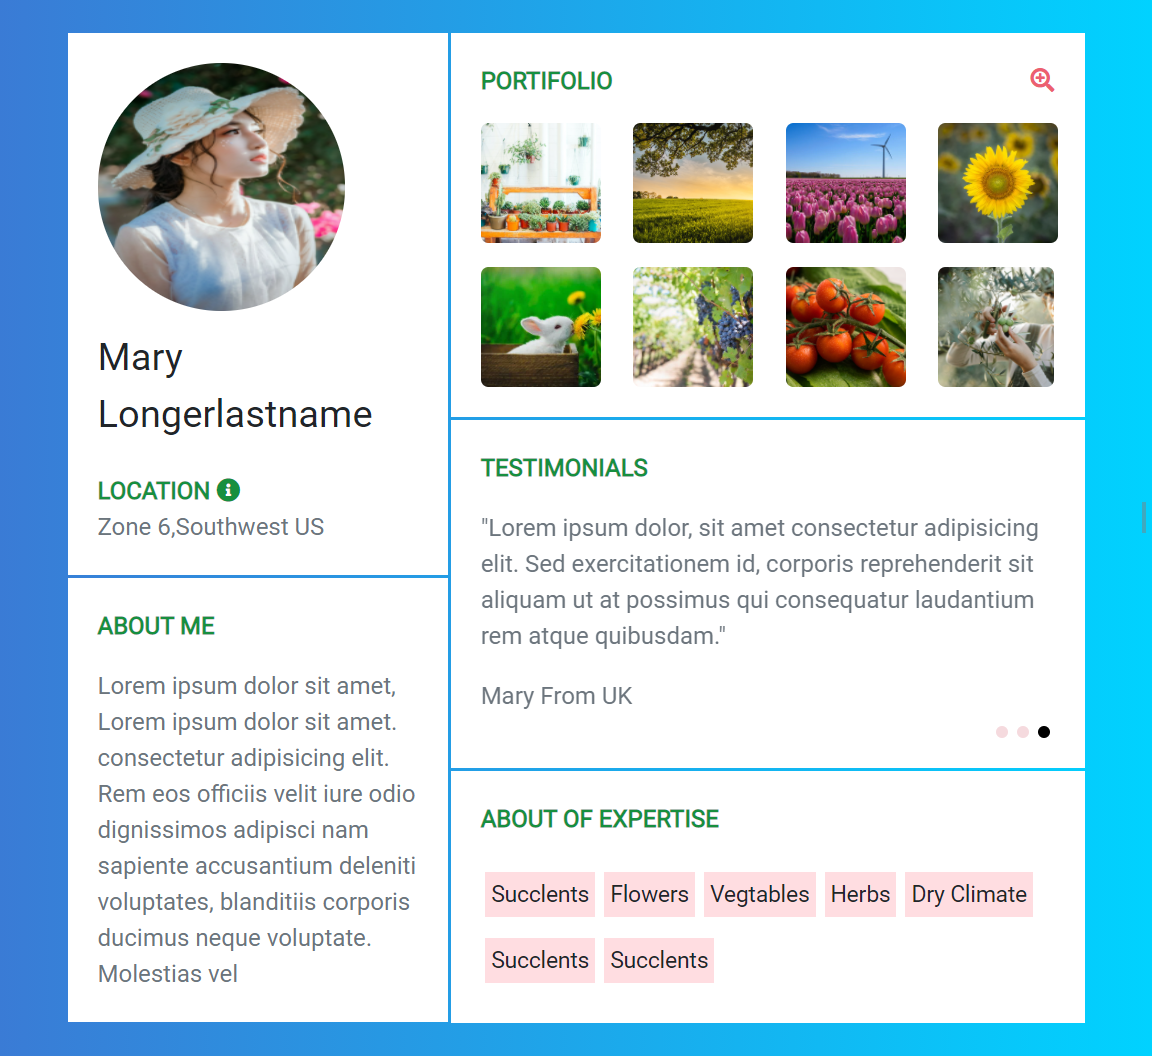 Mary
Longerlastname
LOCATION
Zone 6,Southwest US
ABOUT ME
Lorem ipsum dolor sit amet,
Lorem ipsum dolor sit amet.
consectetur adipisicing elit.
Rem eos officiis velit iure odio
dignissimos adipisci nam
sapiente accusantium deleniti
voluptates, blanditiis corporis
ducimus neque voluptate.
Molestias vel
PORTIFOLIO
TESTIMONIALS
"Lorem ipsum dolor, sit amet consectetur adipisicing
elit. Sed exercitationem id, corporis reprehenderit sit
aliquam ut at possimus qui consequatur laudantium
rem atque quibusdam."
Mary From UK
ABOUT OF EXPERTISE
Succlents Flowers Vegtables Herbs Dry Climate
Succlents Succlents